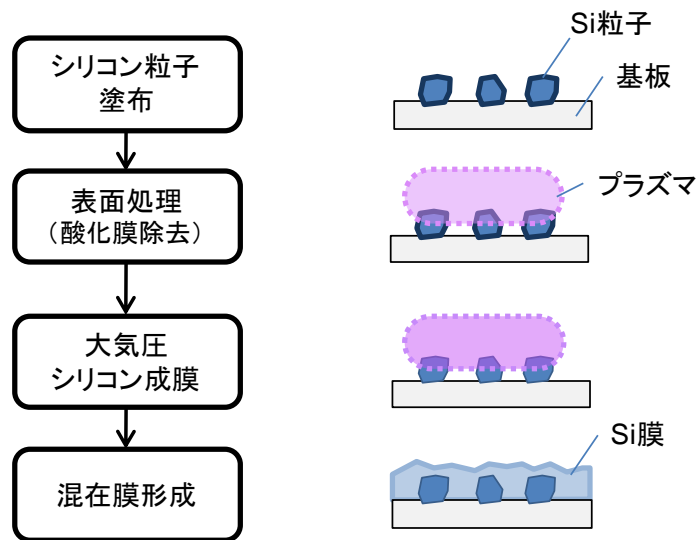 シリコン粒子
塗布
Si粒子
基板
表面処理
（酸化膜除去）
プラズマ
大気圧
シリコン成膜
混在膜形成
Si膜